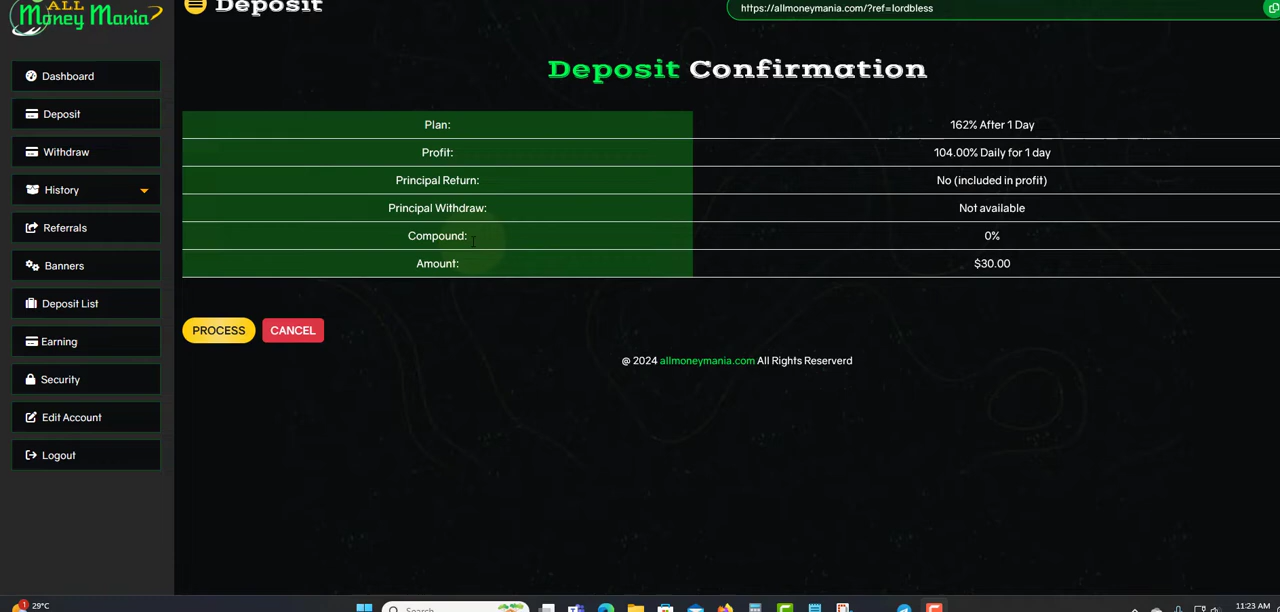 ALL
Money Mania
Deposit
https://allmoneymania.com/?ref=lordbless
Dashboard
Deposit
Withdraw
History
Referrals
Banners
Deposit List
Earning
Security
Edit Account
Logout
Deposit Confirmation
Plan: 162% After 1 Day
Profit: 104.00% Daily for 1 day
Principal Return: No (included in profit)
Principal Withdraw: Not available
Compound: 0%
Amount: $30.00
PROCESS CANCEL
@ 2024 allmoneymania.com All Rights Reserverd
1
29°C
Search
11:23 AM